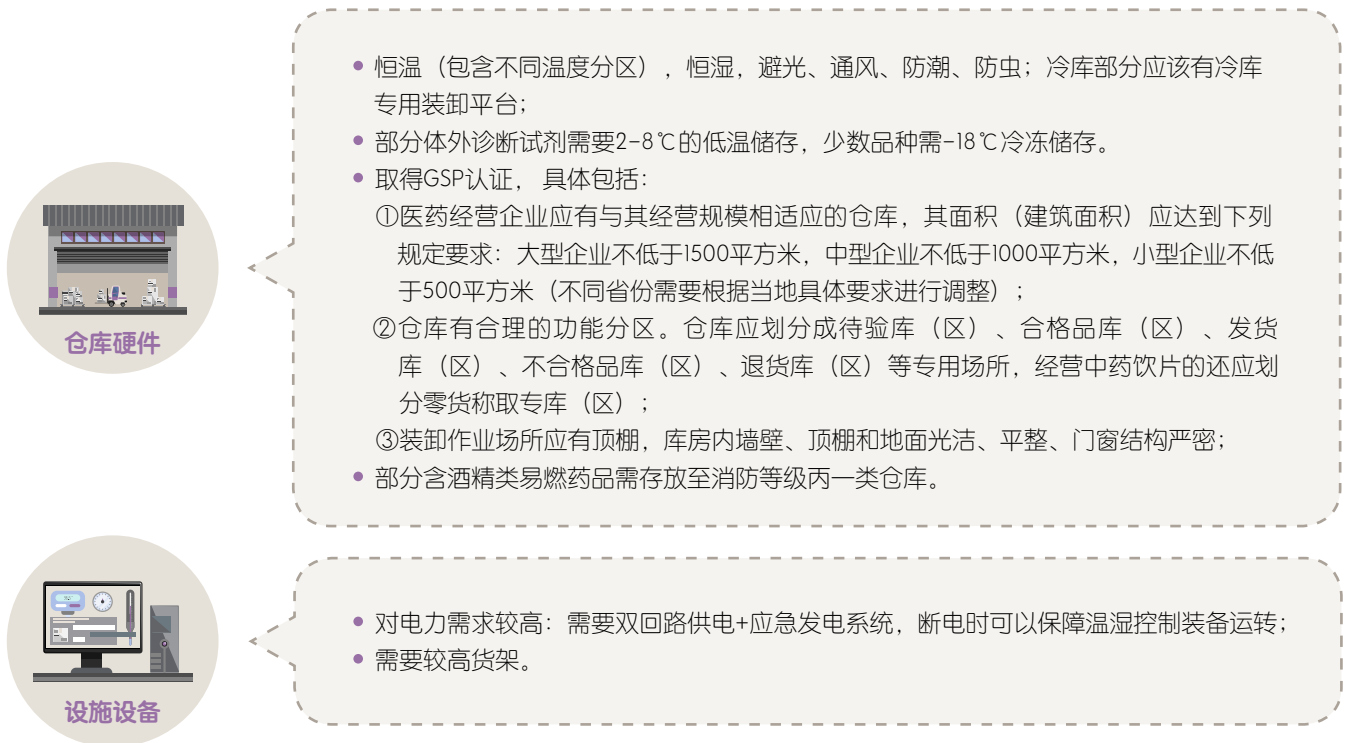 恒温（包含不同温度分区），恒湿，避光、通风、防潮、防虫；冷库部分应该有冷库
专用装卸平台；
部分体外诊断试剂需要2-8℃的低温储存，少数品种需-18℃冷冻储存。
取得GSP认证， 具体包括：
①医药经营企业应有与其经营规模相适应的仓库，其面积（建筑面积）应达到下列
规定要求：大型企业不低于1500平方米，中型企业不低于1000平方米，小型企业不低
于500平方米（不同省份需要根据当地具体要求进行调整）；
②仓库有合理的功能分区。仓库应划分成待验库（区）、合格品库（区）、发货
库（区）、不合格品库（区）、退货库（区）等专用场所，经营中药饮片的还应划
分零货称取专库（区）；
③装卸作业场所应有顶棚，库房内墙壁、顶棚和地面光洁、平整、门窗结构严密；
部分含酒精类易燃药品需存放至消防等级丙一类仓库。
仓库硬件
对电力需求较高：需要双回路供电+应急发电系统，断电时可以保障温湿控制装备运转；
需要较高货架。
设施设备